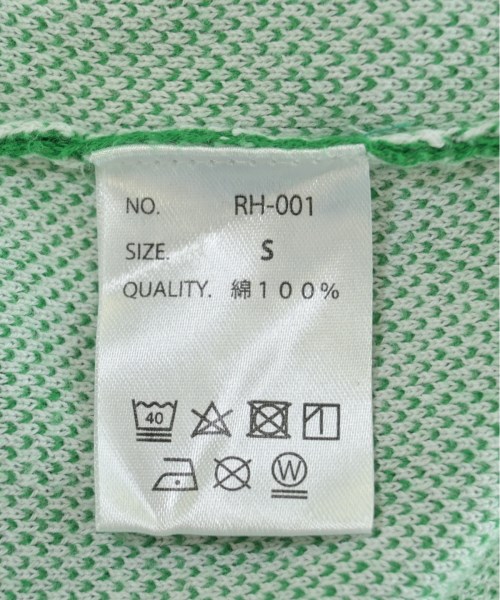 NO. RH-001
SIZE. S
QUALITY. 綿１００%
40
W